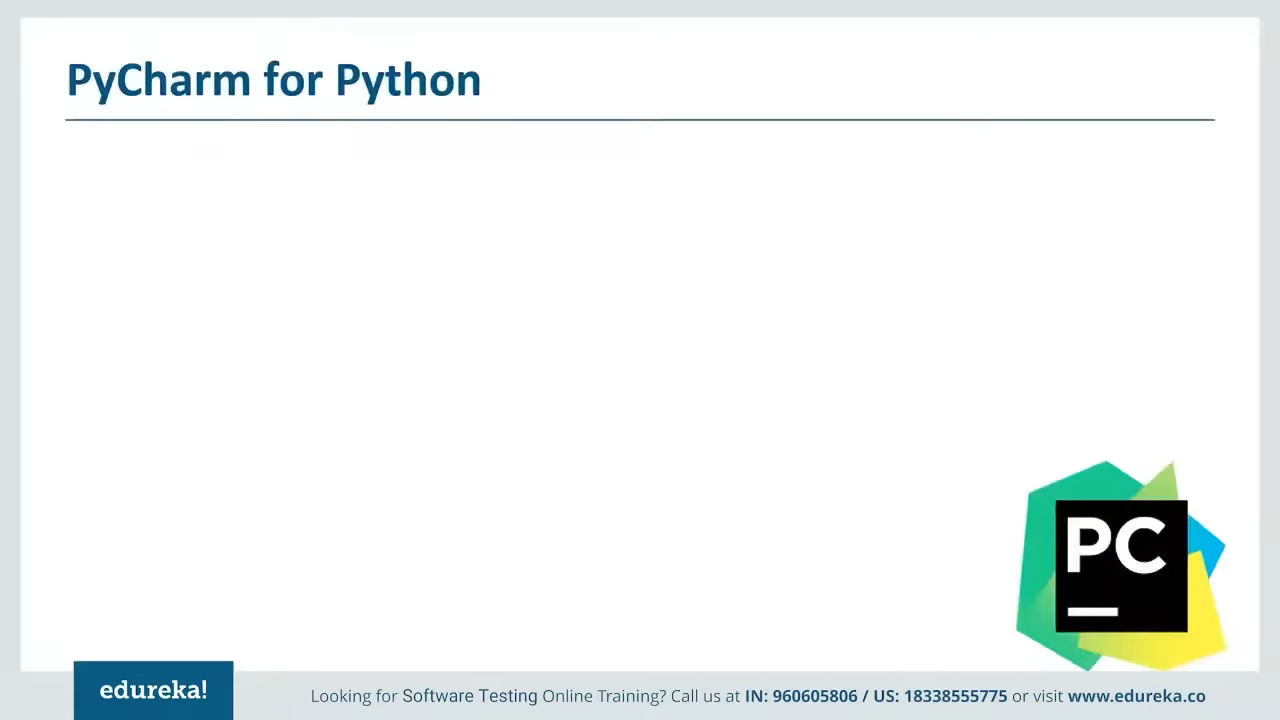 PyCharm for Python
PC
edureka!
Looking for Software Testing Online Training? Call us at IN: 960605806 / US: 18338555775 or visit www.edureka.co